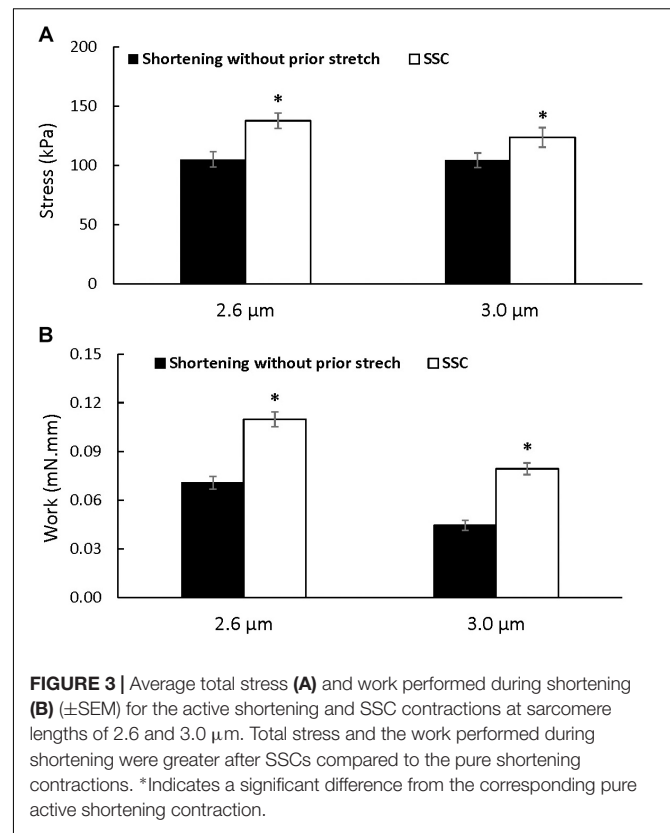 A
Shortening without prior stretch SSC
200
150
100
50
0
Stress (kPa)
* *
2.6 μm 3.0 μm
B
Shortening without prior strech SSC
0.15
0.12
0.09
0.06
0.03
0.00
Work (mN.mm)
* *
2.6 μm 3.0 μm
FIGURE 3 | Average total stress (A) and work performed during shortening
(B) (±SEM) for the active shortening and SSC contractions at sarcomere
lengths of 2.6 and 3.0 μm. Total stress and the work performed during
shortening were greater after SSCs compared to the pure shortening
contractions. *Indicates a significant difference from the corresponding pure
active shortening contraction.